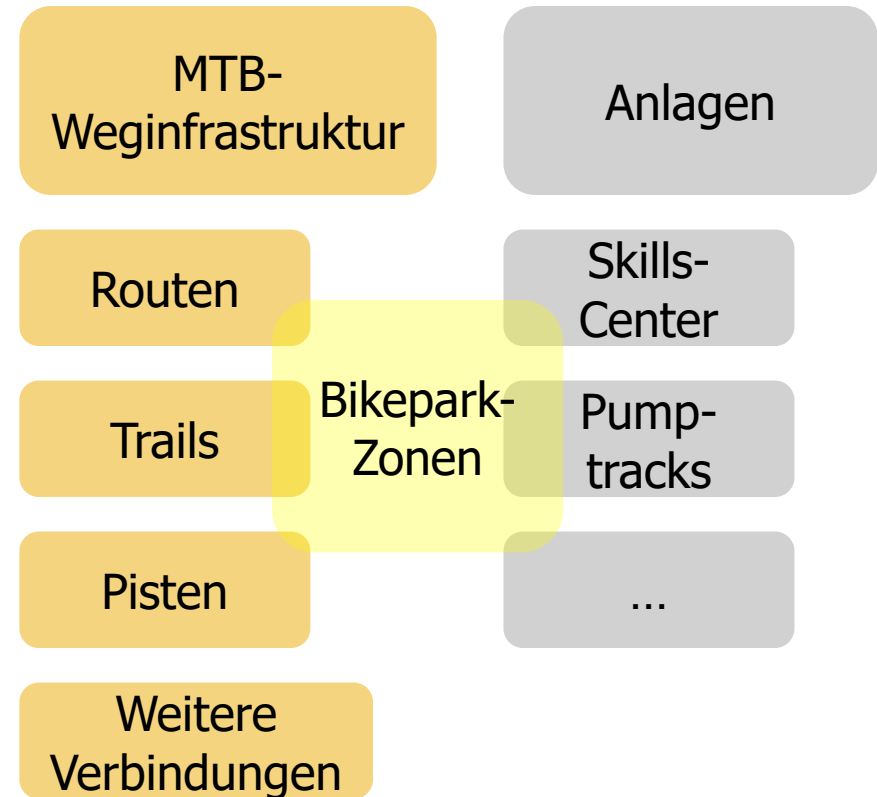 MTB-
Weginfrastruktur
Anlagen
Routen
Skills-
Center
Trails
Bikepark-
Zonen
Pump-
tracks
Pisten
…
Weitere
Verbindungen